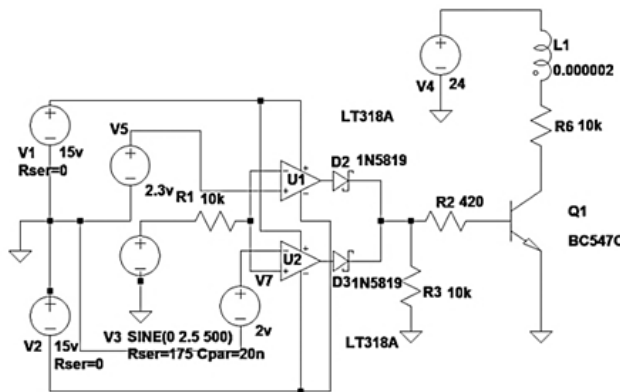 L1
0.000002
V4
24
LT318A
R6 10k
V5
V1
15v
Rser=0
2.3v
R1 10k
U1
D2 1N5819
R2 420
Q1
BC547C
U2
V7
D31N5819
R3 10k
V2
15v
Rser=0
V3 SINE(0 2.5 500)
Rser=175 Cpar=20n
2v
LT318A